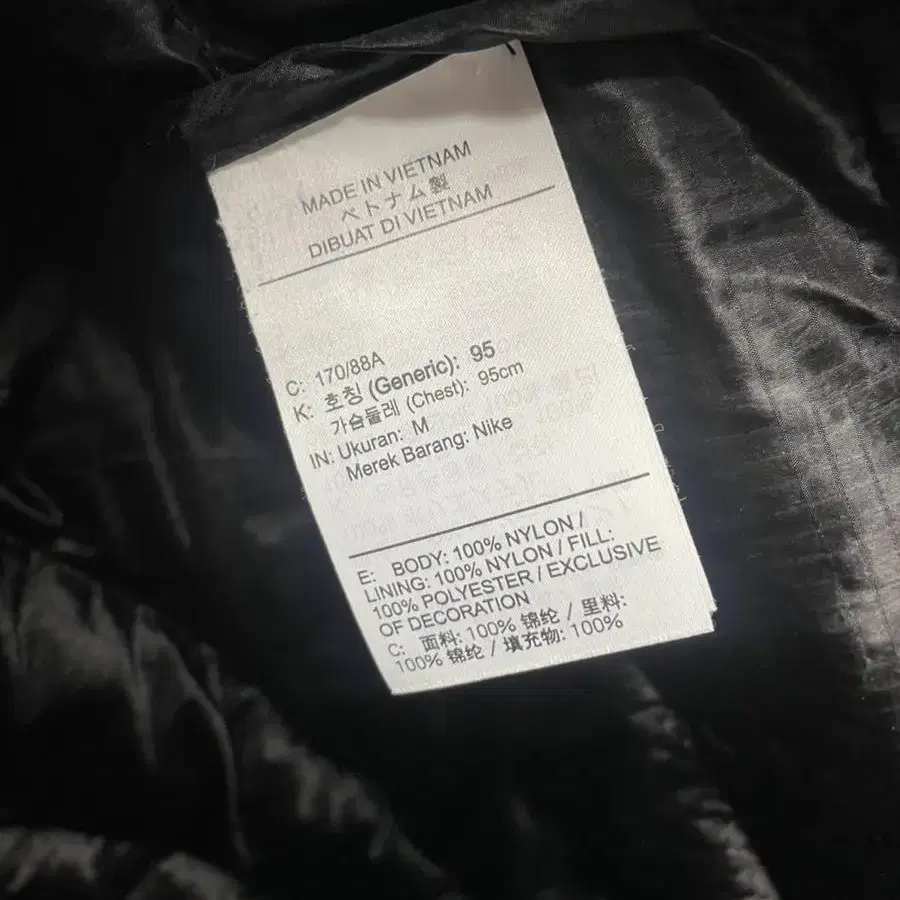 MADE IN VIETNAM
ベトナム製
DIBUAT DI VIETNAM
C: 170/88A
K: 호칭 (Generic): 95
가슴둘레 (Chest): 95cm
IN: Ukuran: M
Merek Barang: Nike
E: BODY: 100% NYLON /
LINING: 100% NYLON / FILL:
100% POLYESTER / EXCLUSIVE
OF DECORATION
C: 面料: 100% 锦纶 / 里料:
100% 锦纶 / 填充物: 100%